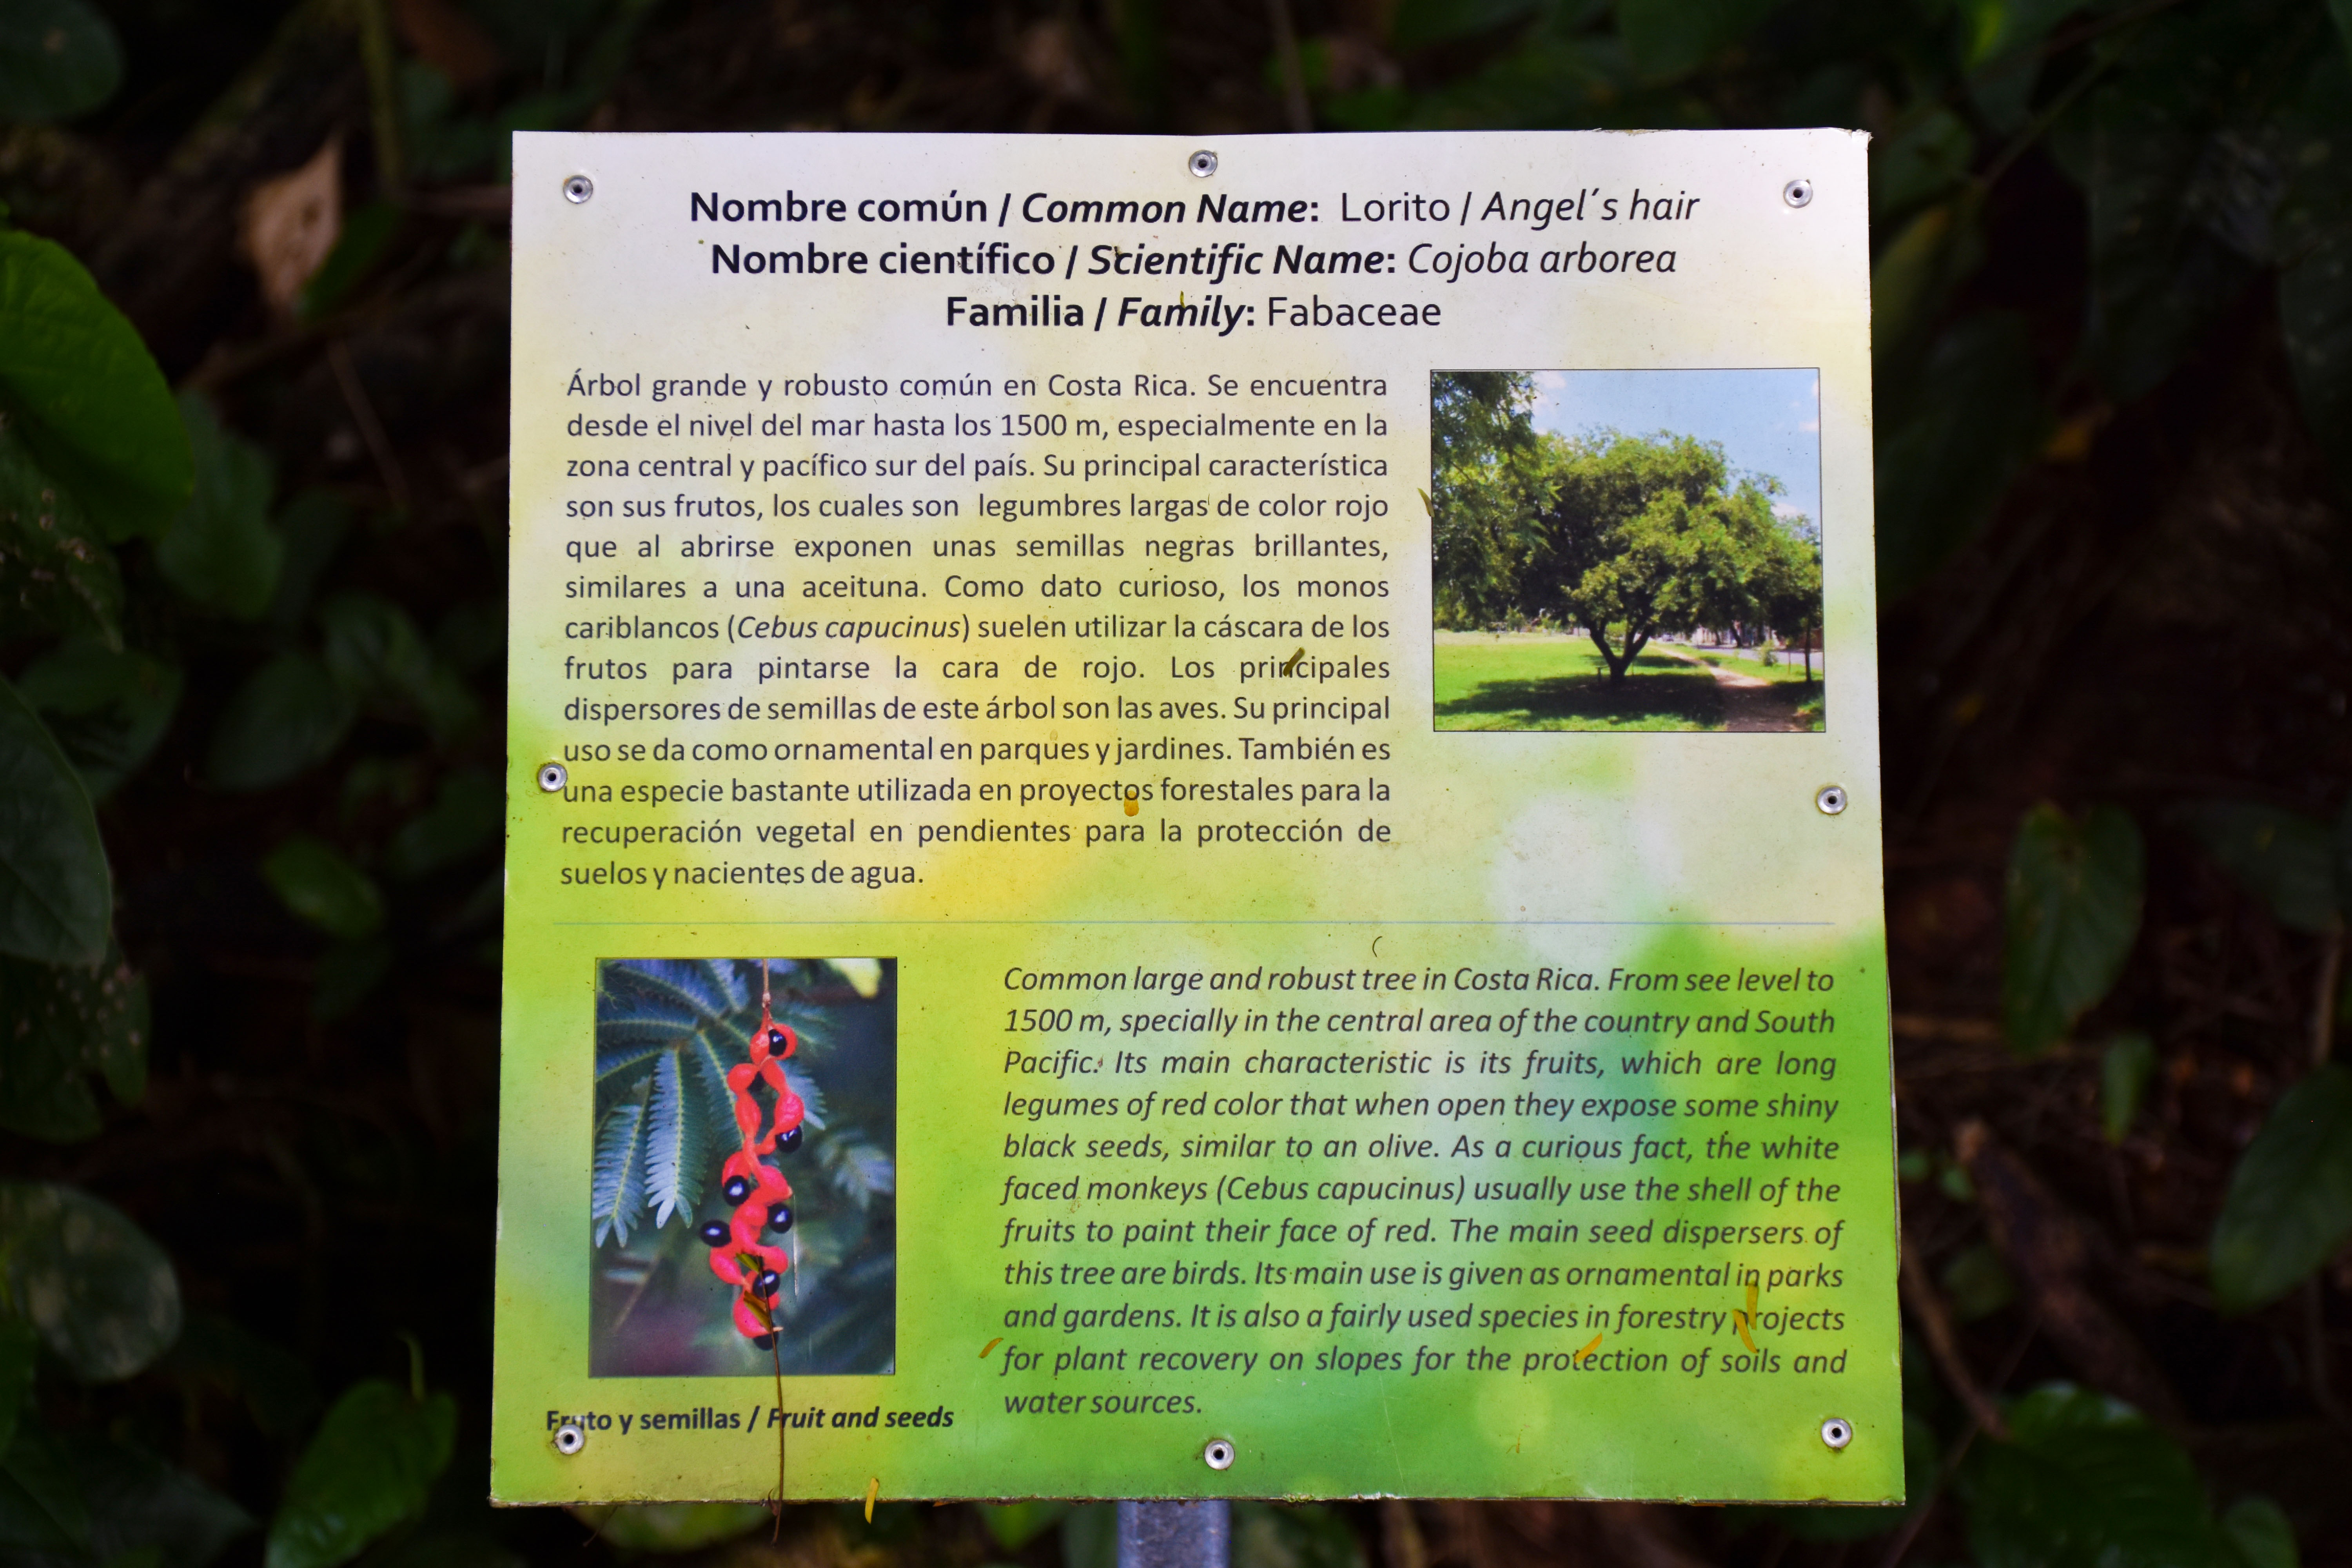 Nombre común / Common Name: Lorito / Angel´s hair
Nombre científico / Scientific Name: Cojoba arborea
Familia / Family: Fabaceae
Árbol grande y robusto común en Costa Rica. Se encuentra
desde el nivel del mar hasta los 1500 m, especialmente en la
zona central y pacífico sur del país. Su principal característica
son sus frutos, los cuales son legumbres largas de color rojo
que al abrirse exponen unas semillas negras brillantes,
similares a una aceituna. Como dato curioso, los monos
cariblancos (Cebus capucinus) suelen utilizar la cáscara de los
frutos para pintarse la cara de rojo. Los principales
dispersores de semillas de este árbol son las aves. Su principal
uso se da como ornamental en parques y jardines. También es
una especie bastante utilizada en proyectos forestales para la
recuperación vegetal en pendientes para la protección de
suelos y nacientes de agua.
Common large and robust tree in Costa Rica. From see level to
1500 m, specially in the central area of the country and South
Pacific. Its main characteristic is its fruits, which are long
legumes of red color that when open they expose some shiny
black seeds, similar to an olive. As a curious fact, the white
faced monkeys (Cebus capucinus) usually use the shell of the
fruits to paint their face of red. The main seed dispersers of
this tree are birds. Its main use is given as ornamental in parks
and gardens. It is also a fairly used species in forestry projects
for plant recovery on slopes for the protection of soils and
water sources.
Fruto y semillas / Fruit and seeds